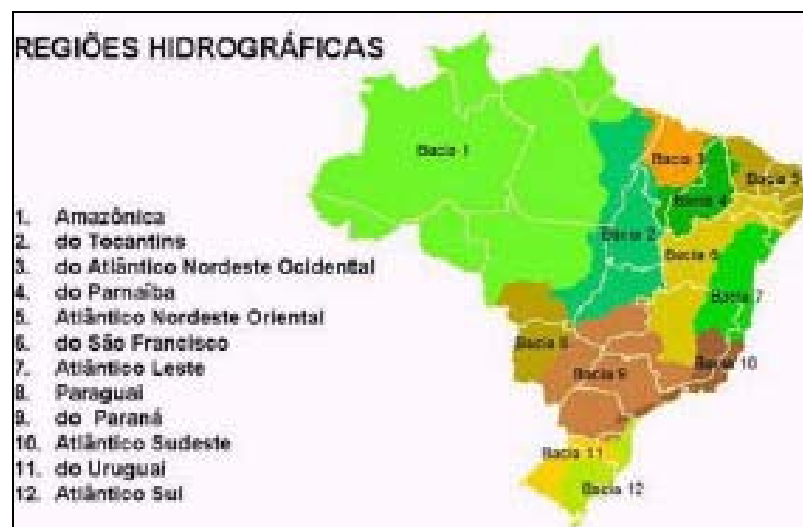 REGIÕES HIDROGRÁFICAS
1. Amazônica
2. do Tocantins
3. do Atlântico Nordeste Ocidental
4. do Parnaíba
5. Atlântico Nordeste Oriental
6. do São Francisco
7. Atlântico Leste
8. Paraguai
9. do Paraná
10. Atlântico Sudeste
11. do Uruguai
12. Atlântico Sul
Bacia 1
Bacia 2
Bacia 3
Bacia 4
Bacia 5
Bacia 6
Bacia 7
Bacia 8
Bacia 9
Bacia 10
Bacia 11
Bacia 12